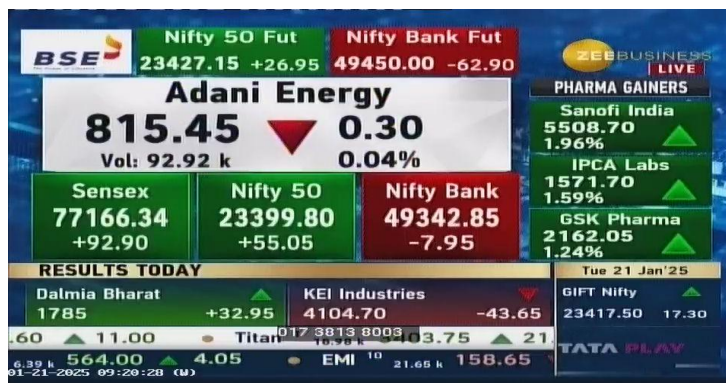 BSE
Nifty 50 Fut
23427.15 +26.95
Nifty Bank Fut
49450.00 -62.90
ZEEBUSINESS
LIVE
Adani Energy
815.45 0.30
Vol: 92.92 k 0.04%
PHARMA GAINERS
Sanofi India
5508.70
1.96%
IPCA Labs
1571.70
1.59%
GSK Pharma
2162.05
1.24%
Sensex
77166.34
+92.90
Nifty 50
23399.80
+55.05
Nifty Bank
49342.85
-7.95
RESULTS TODAY
Tue 21 Jan'25
Dalmia Bharat
1785 +32.95
KEI Industries
4104.70 -43.65
GIFT Nifty
23417.50 17.30
.60 11.00 Titan 10.98 k 3403.75 21
017 3813 8003
6.39 k 564.00 4.05 EMI 10 21.65 k 158.65
TATA PLAY
01-21-2025 09:20:28 (W)